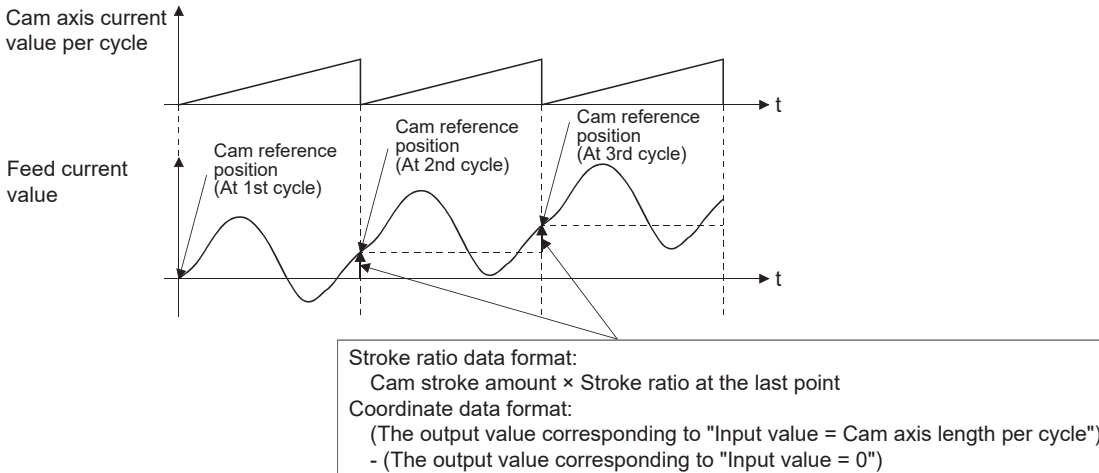 Cam axis current
value per cycle
t
Feed current
value
Cam reference
position
(At 1st cycle)
Cam reference
position
(At 2nd cycle)
Cam reference
position
(At 3rd cycle)
t
Stroke ratio data format:
Cam stroke amount × Stroke ratio at the last point
Coordinate data format:
(The output value corresponding to "Input value = Cam axis length per cycle")
- (The output value corresponding to "Input value = 0")